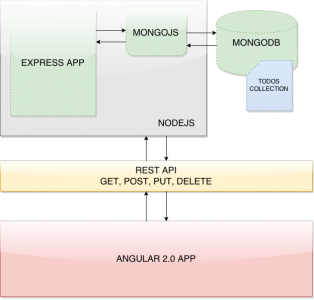 MONGOJS
MONGODB
EXPRESS APP
TODOS
COLLECTION
NODEJS
REST API
GET, POST, PUT, DELETE
ANGULAR 2.0 APP